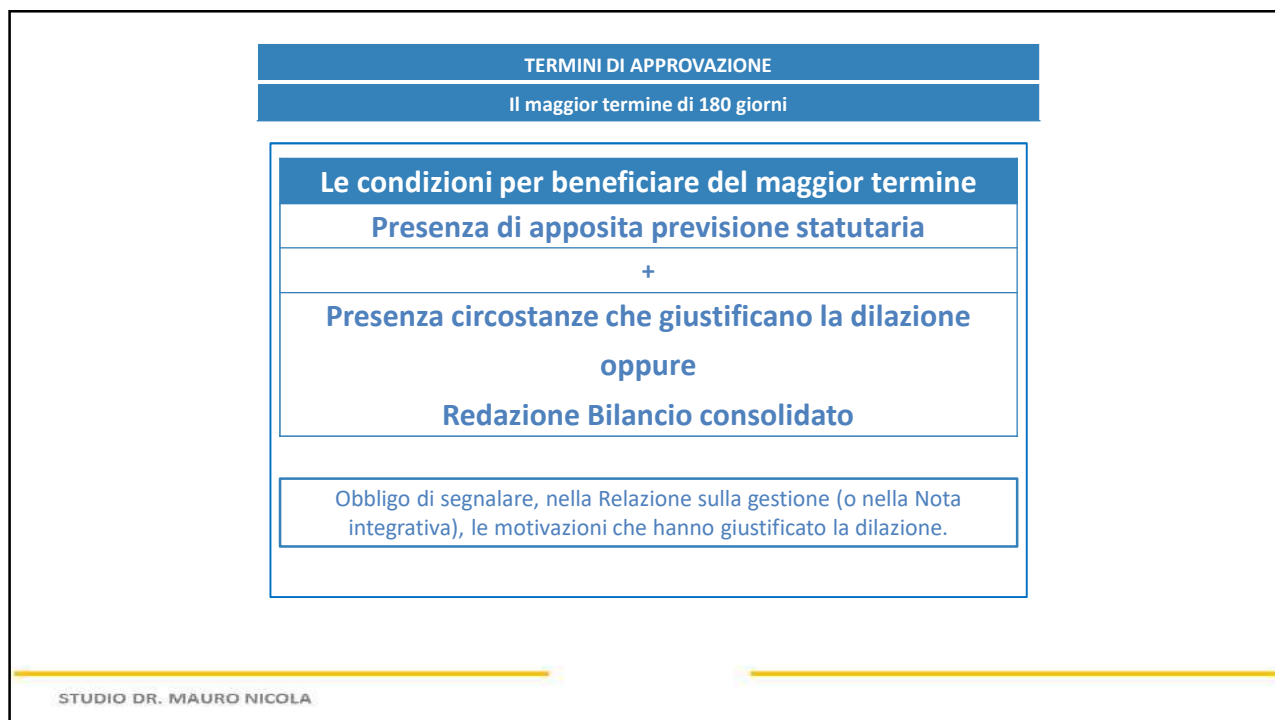 TERMINI DI APPROVAZIONE
Il maggior termine di 180 giorni
Le condizioni per beneficiare del maggior termine
Presenza di apposita previsione statutaria
+
Presenza circostanze che giustificano la dilazione
oppure
Redazione Bilancio consolidato
Obbligo di segnalare, nella Relazione sulla gestione (o nella Nota
integrativa), le motivazioni che hanno giustificato la dilazione.
STUDIO DR. MAURO NICOLA